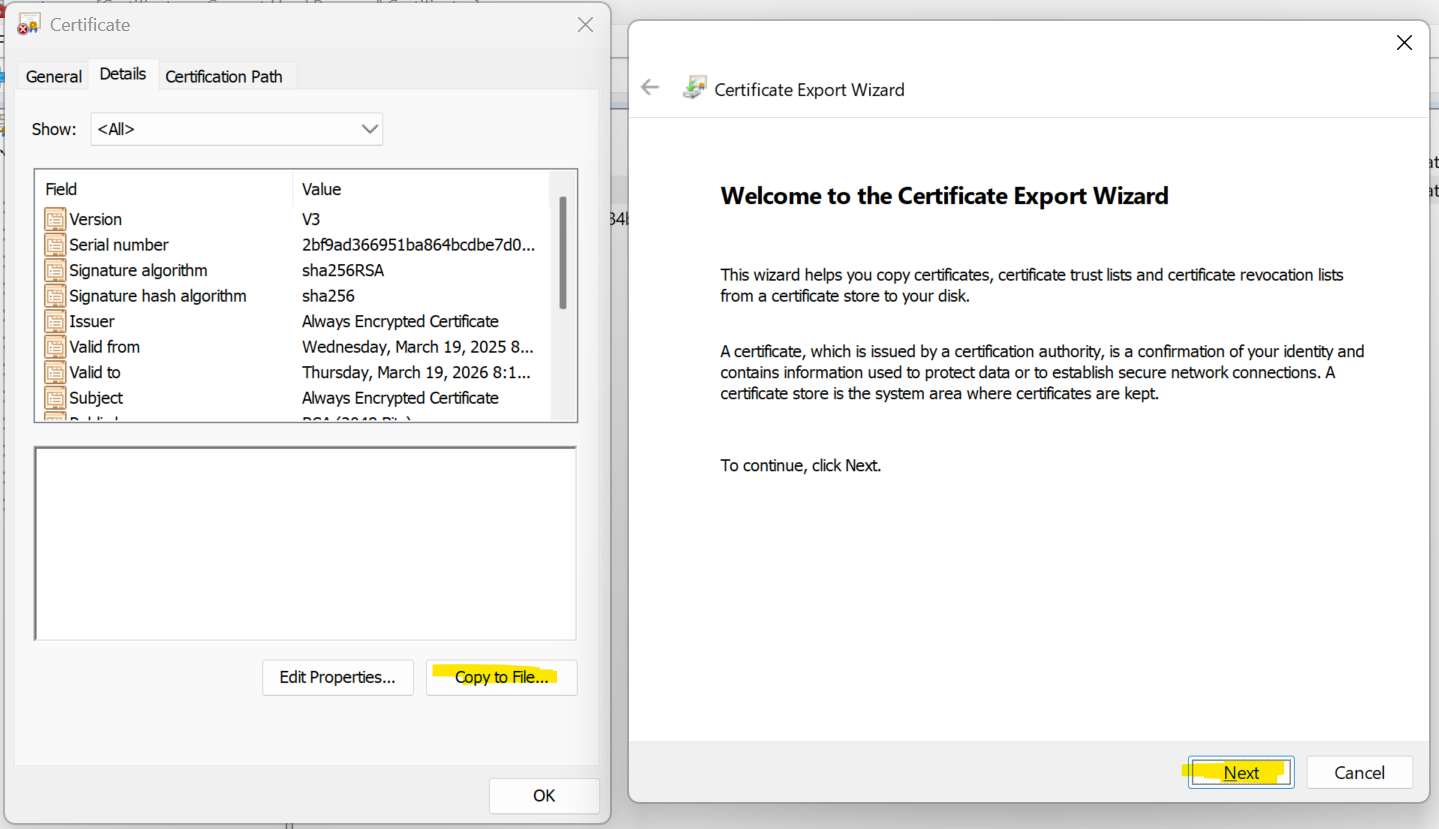 Certificate
General
Details
Certification Path
Show:
<All>
Field Value
Version V3
Serial number 2bf9ad366951ba864bcdbe7d0...
Signature algorithm sha256RSA
Signature hash algorithm sha256
Issuer Always Encrypted Certificate
Valid from Wednesday, March 19, 2025 8...
Valid to Thursday, March 19, 2026 8:1...
Subject Always Encrypted Certificate
Edit Properties...
Copy to File...
OK
Certificate Export Wizard
Welcome to the Certificate Export Wizard
This wizard helps you copy certificates, certificate trust lists and certificate revocation lists
from a certificate store to your disk.
A certificate, which is issued by a certification authority, is a confirmation of your identity and
contains information used to protect data or to establish secure network connections. A
certificate store is the system area where certificates are kept.
To continue, click Next.
Next
Cancel